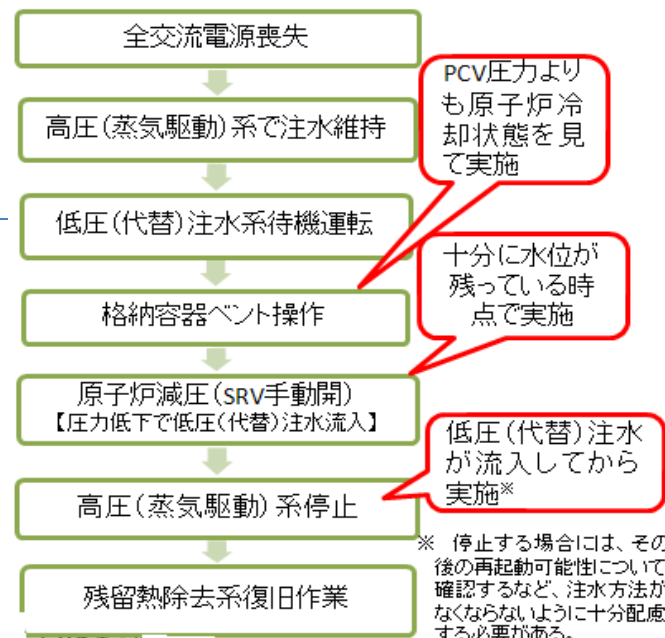 全交流電源喪失
高圧(蒸気駆動)系で注水維持
低圧(代替)注水系待機運転
格納容器ベント操作
原子炉減圧(SRV手動開)
【圧力低下で低圧(代替)注水流入】
高圧(蒸気駆動)系停止
残留熱除去系復旧作業
PCV圧力より
も原子炉冷
却状態を見
て実施
十分に水位が
残っている時
点で実施
低圧(代替)注水
が流入してから
実施※
※ 停止する場合には、その
後の再起動可能性について
確認するなど、注水方法が
なくならないように十分配慮
する必要がある。